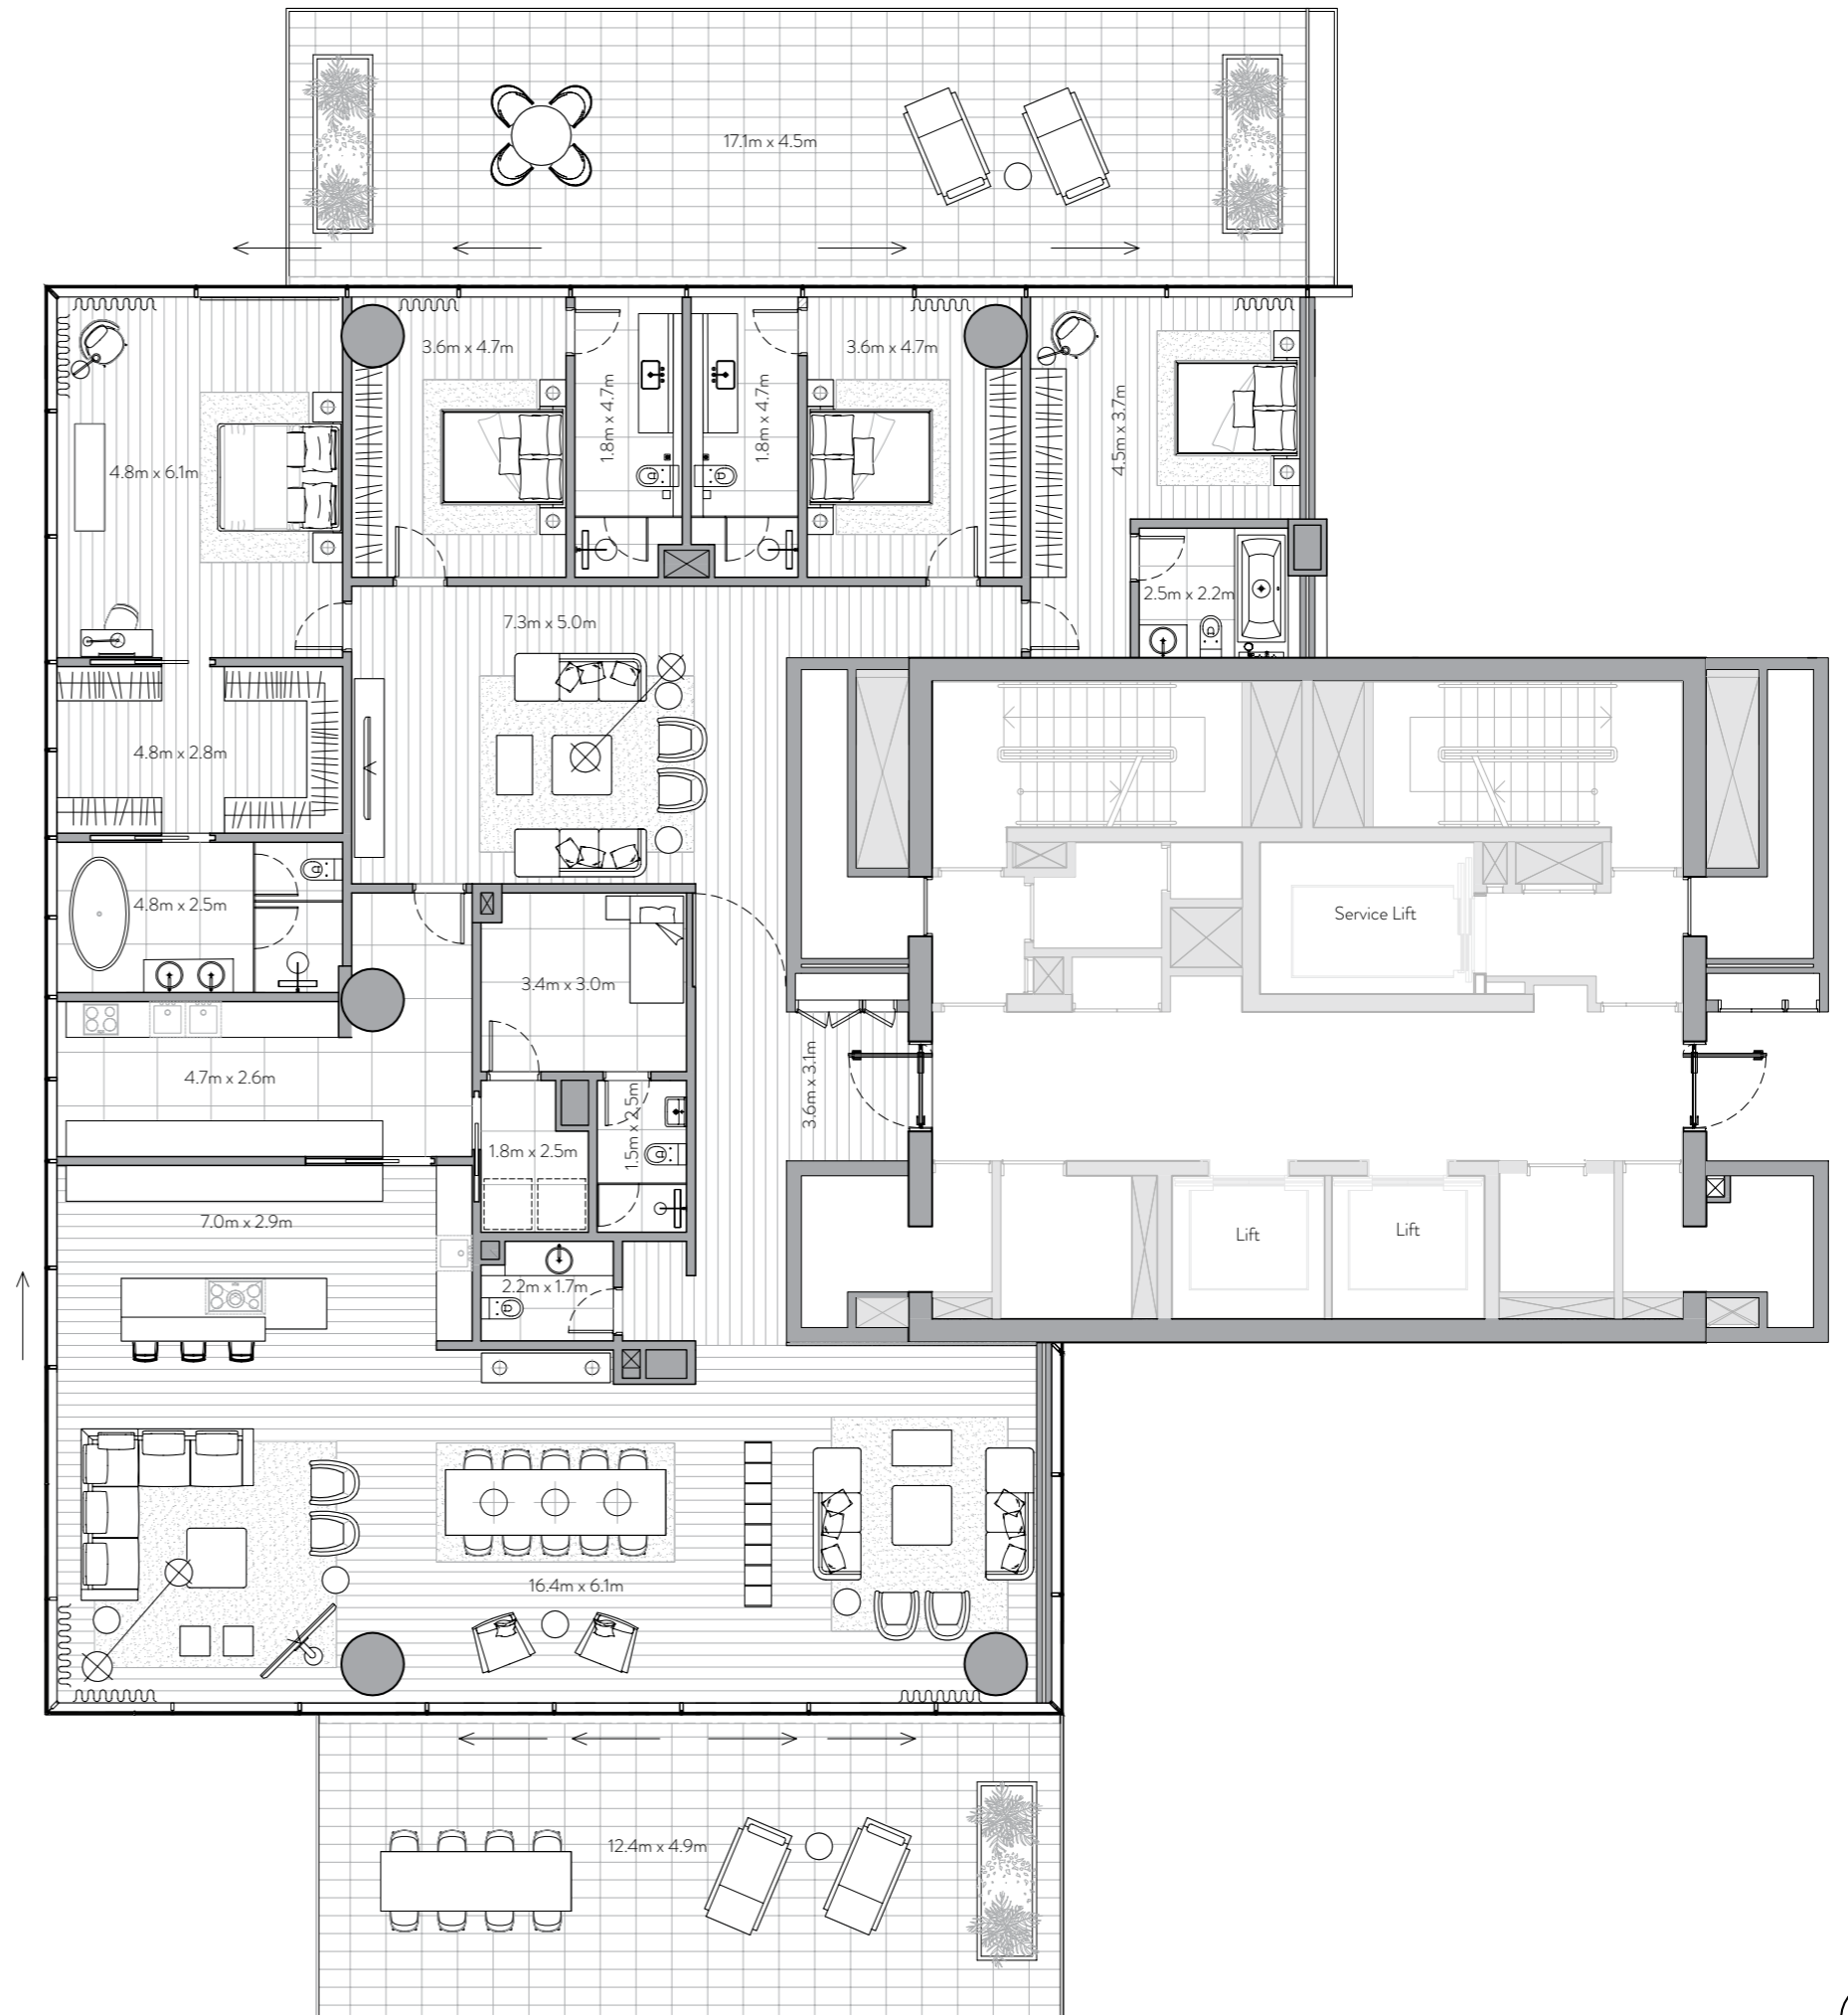 17.1m x 4.5m
3.6m x 4.7m
3.6m x 4.7m
1.8m x 4.7m
1.8m x 4.7m
4.5m x 3.7m
4.8m x 6.1m
2.5m x 2.2m
7.3m x 5.0m
4.8m x 2.8m
4.8m x 2.5m
Service Lift
3.4m x 3.0m
4.7m x 2.6m
3.6m x 3.1m
1.8m x 2.5m
1.5m x 2.5m
7.0m x 2.9m
Lift
Lift
2.2m x 1.7m
16.4m x 6.1m
12.4m x 4.9m